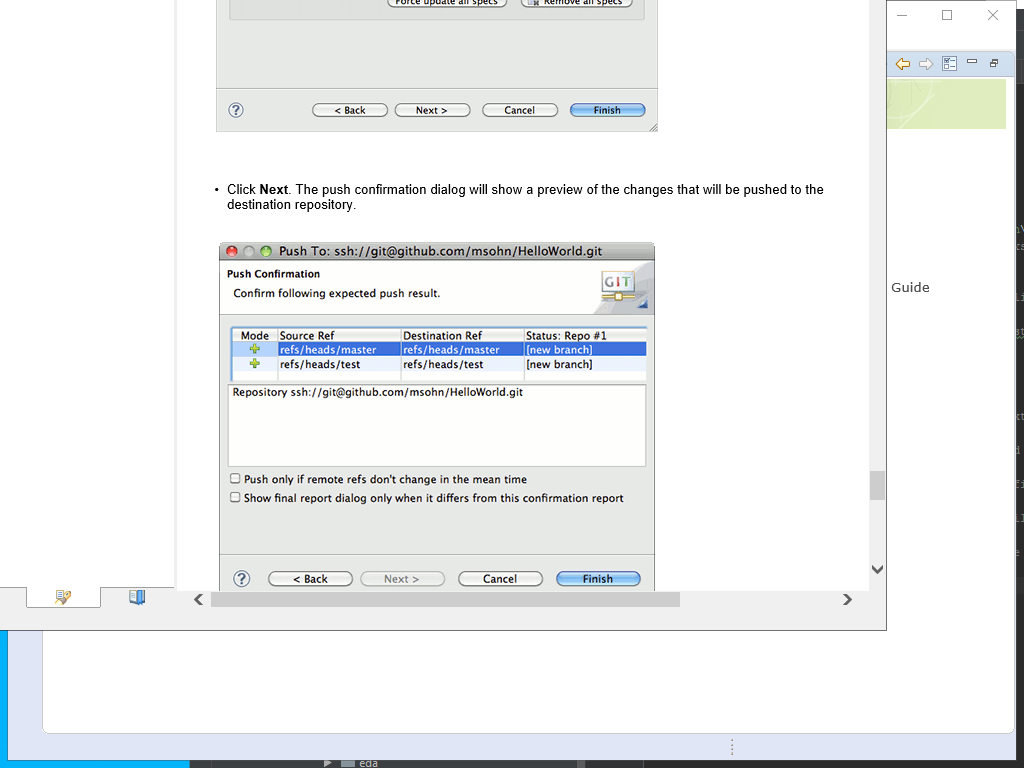 Force update all specs Remove all specs
< Back Next > Cancel Finish
• Click Next. The push confirmation dialog will show a preview of the changes that will be pushed to the
destination repository.
Push To: ssh://git@github.com/msohn/HelloWorld.git
Push Confirmation
Confirm following expected push result.
GIT
Mode Source Ref Destination Ref Status: Repo #1
refs/heads/master refs/heads/master [new branch]
refs/heads/test refs/heads/test [new branch]
Repository ssh://git@github.com/msohn/HelloWorld.git
Push only if remote refs don't change in the mean time
Show final report dialog only when it differs from this confirmation report
< Back Next > Cancel Finish
Guide
eda